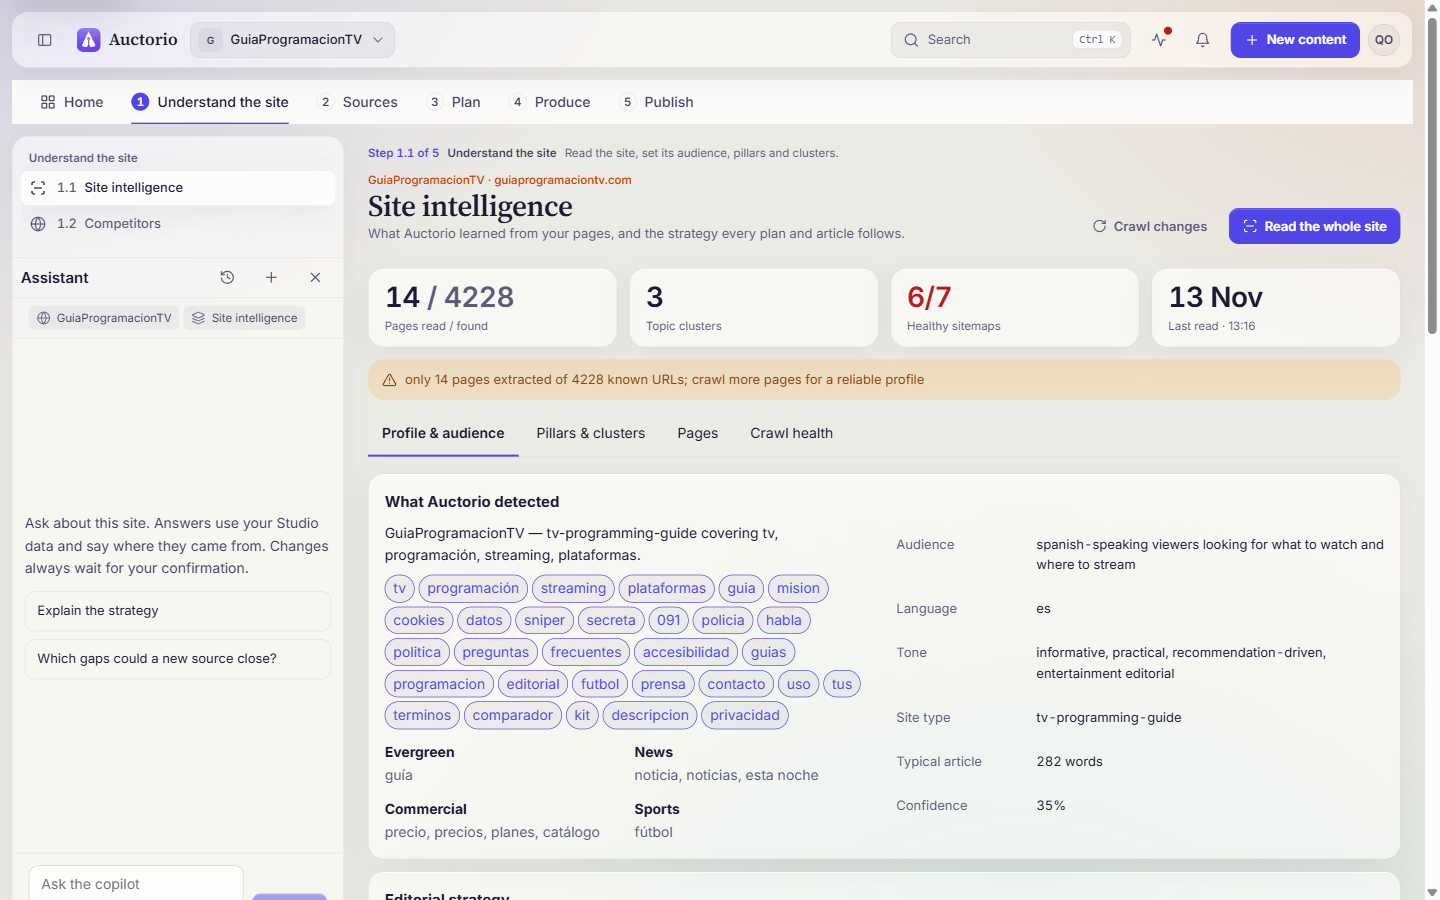 Auctorio
G GuiaProgramacionTV
Search Ctrl K
New content
QO
Home
1 Understand the site
2 Sources
3 Plan
4 Produce
5 Publish
Understand the site
1.1 Site intelligence
1.2 Competitors
Assistant
GuiaProgramacionTV
Site intelligence
Ask about this site. Answers use your Studio
data and say where they came from. Changes
always wait for your confirmation.
Explain the strategy
Which gaps could a new source close?
Ask the copilot
Step 1.1 of 5 Understand the site Read the site, set its audience, pillars and clusters.
GuiaProgramacionTV · guiaprogramaciontv.com
Site intelligence
What Auctorio learned from your pages, and the strategy every plan and article follows.
Crawl changes
Read the whole site
14 / 4228
Pages read / found
3
Topic clusters
6/7
Healthy sitemaps
13 Nov
Last read · 13:16
only 14 pages extracted of 4228 known URLs; crawl more pages for a reliable profile
Profile & audience
Pillars & clusters
Pages
Crawl health
What Auctorio detected
GuiaProgramacionTV — tv-programming-guide covering tv,
programación, streaming, plataformas.
tv programación streaming plataformas guia mision
cookies datos sniper secreta 091 policia habla
politica preguntas frecuentes accesibilidad guias
programacion editorial futbol prensa contacto uso tus
terminos comparador kit descripcion privacidad
Evergreen
guía
News
noticia, noticias, esta noche
Commercial
precio, precios, planes, catálogo
Sports
fútbol
Audience
spanish-speaking viewers looking for what to watch and
where to stream
Language
es
Tone
informative, practical, recommendation-driven,
entertainment editorial
Site type
tv-programming-guide
Typical article
282 words
Confidence
35%
Editorial strategy